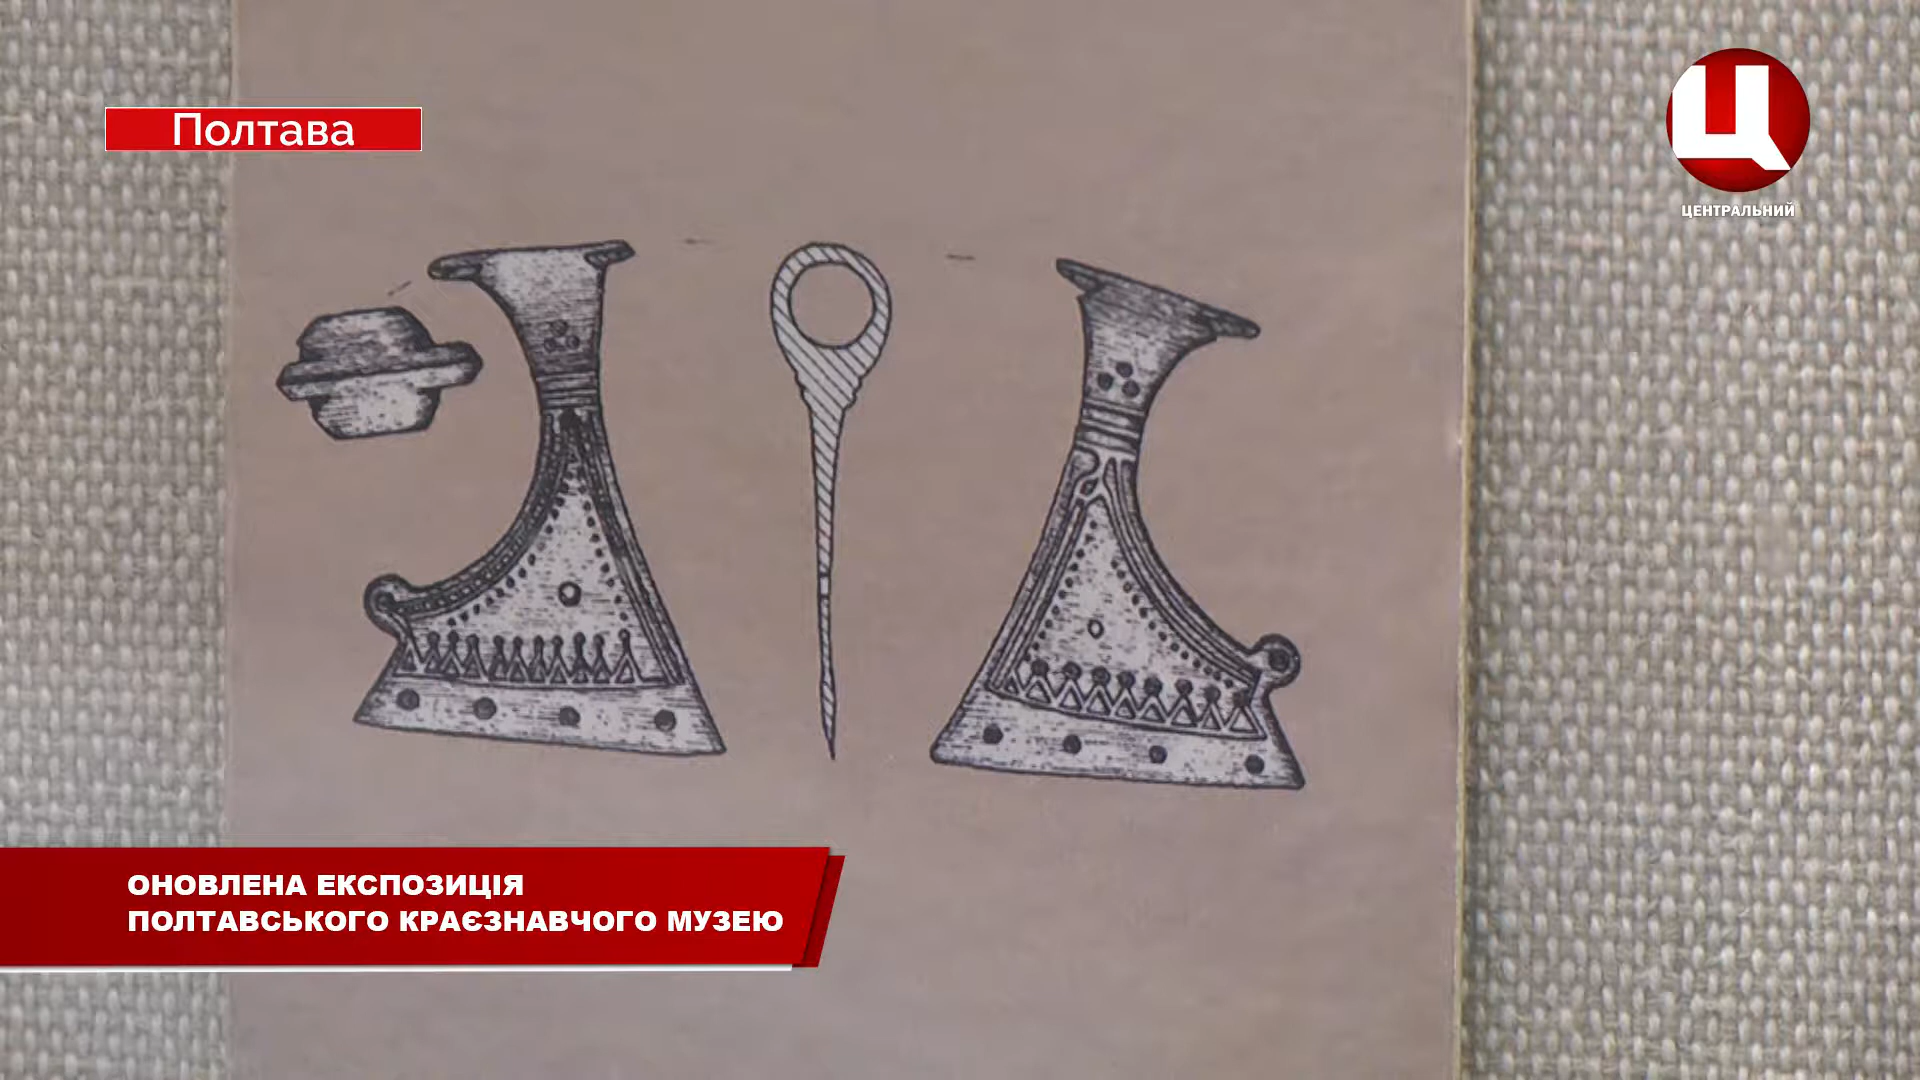 Полтава
Ц
ЦЕНТРАЛЬНИЙ
ОНОВЛЕНА ЕКСПОЗИЦІЯ
ПОЛТАВСЬКОГО КРАЄЗНАВЧОГО МУЗЕЮ